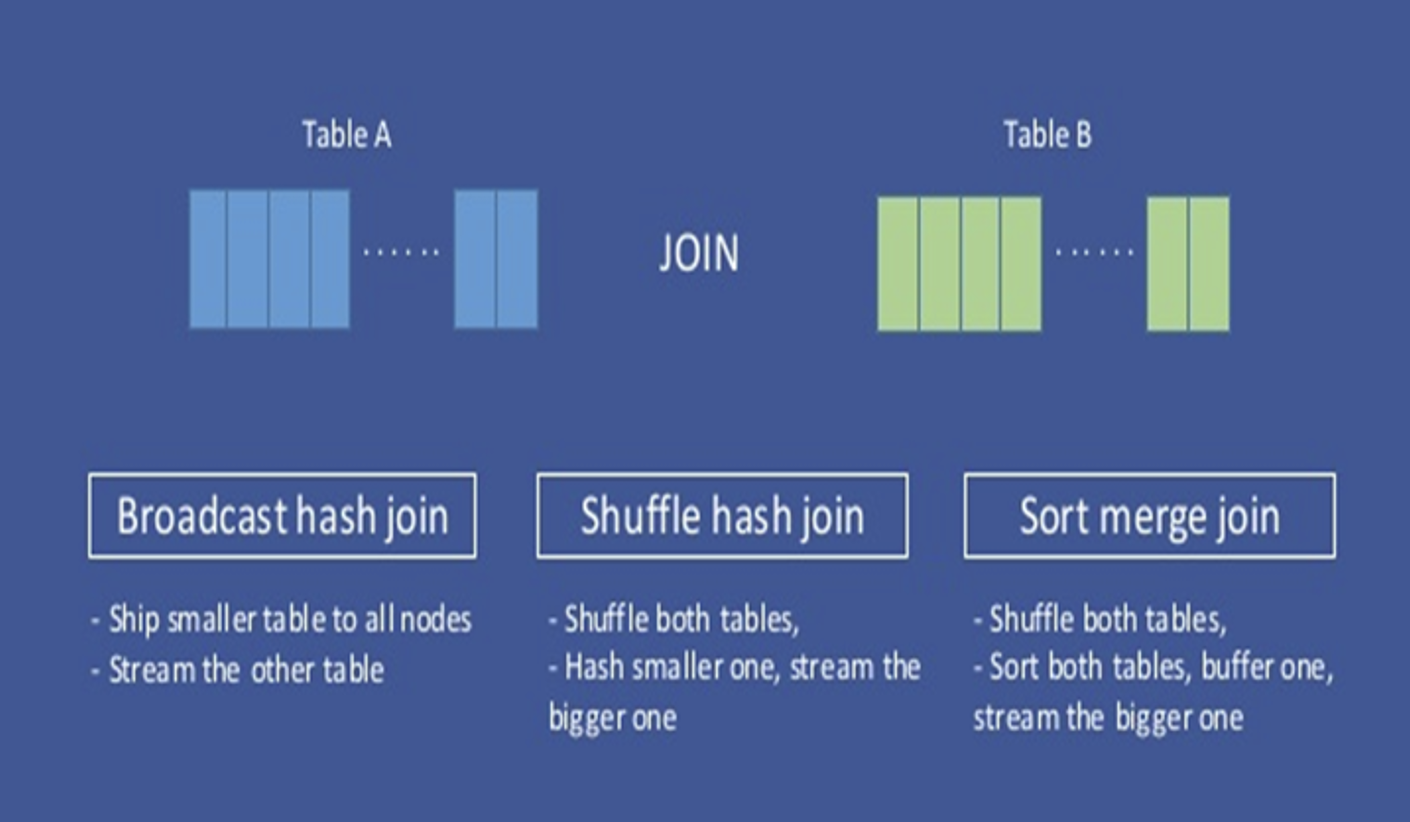 Table A
Table B
JOIN
Broadcast hash join
- Ship smaller table to all nodes
- Stream the other table
Shuffle hash join
- Shuffle both tables,
- Hash smaller one, stream the
bigger one
Sort merge join
- Shuffle both tables,
- Sort both tables, buffer one,
stream the bigger one